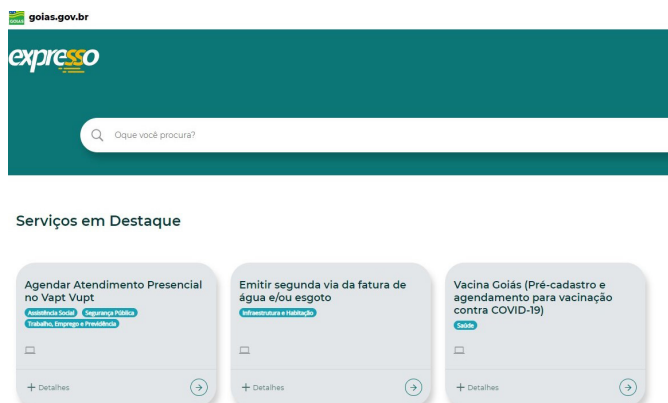 goias.gov.br
expresso
Oque você procura?
Serviços em Destaque
Agendar Atendimento Presencial
no Vapt Vupt
Assistência Social Segurança Pública
Trabalho, Emprego e Previdência
+ Detalhes
Emitir segunda via da fatura de
água e/ou esgoto
Infraestrutura e Habitação
+ Detalhes
Vacina Goiás (Pré-cadastro e
agendamento para vacinação
contra COVID-19)
Saúde
+ Detalhes